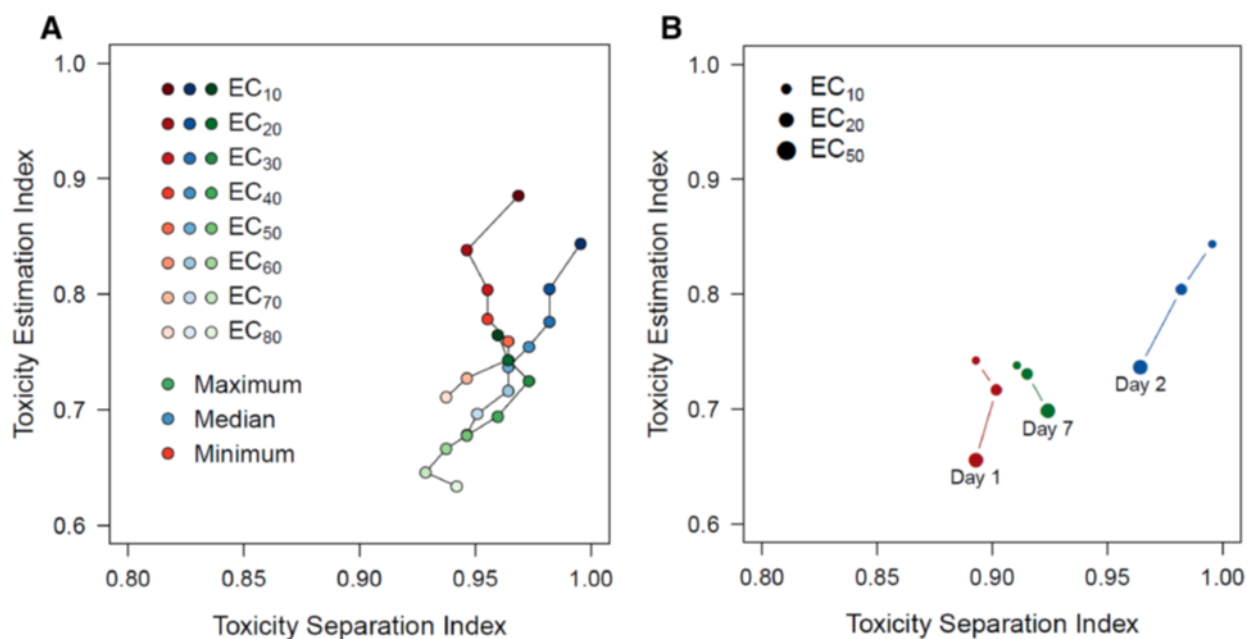 A
Toxicity Estimation Index
1.0
0.9
0.8
0.7
0.6
EC10
EC20
EC30
EC40
EC50
EC60
EC70
EC80
Maximum
Median
Minimum
0.80 0.85 0.90 0.95 1.00
Toxicity Separation Index
B
Toxicity Estimation Index
1.0
0.9
0.8
0.7
0.6
EC10
EC20
EC50
Day 2
Day 7
Day 1
0.80 0.85 0.90 0.95 1.00
Toxicity Separation Index